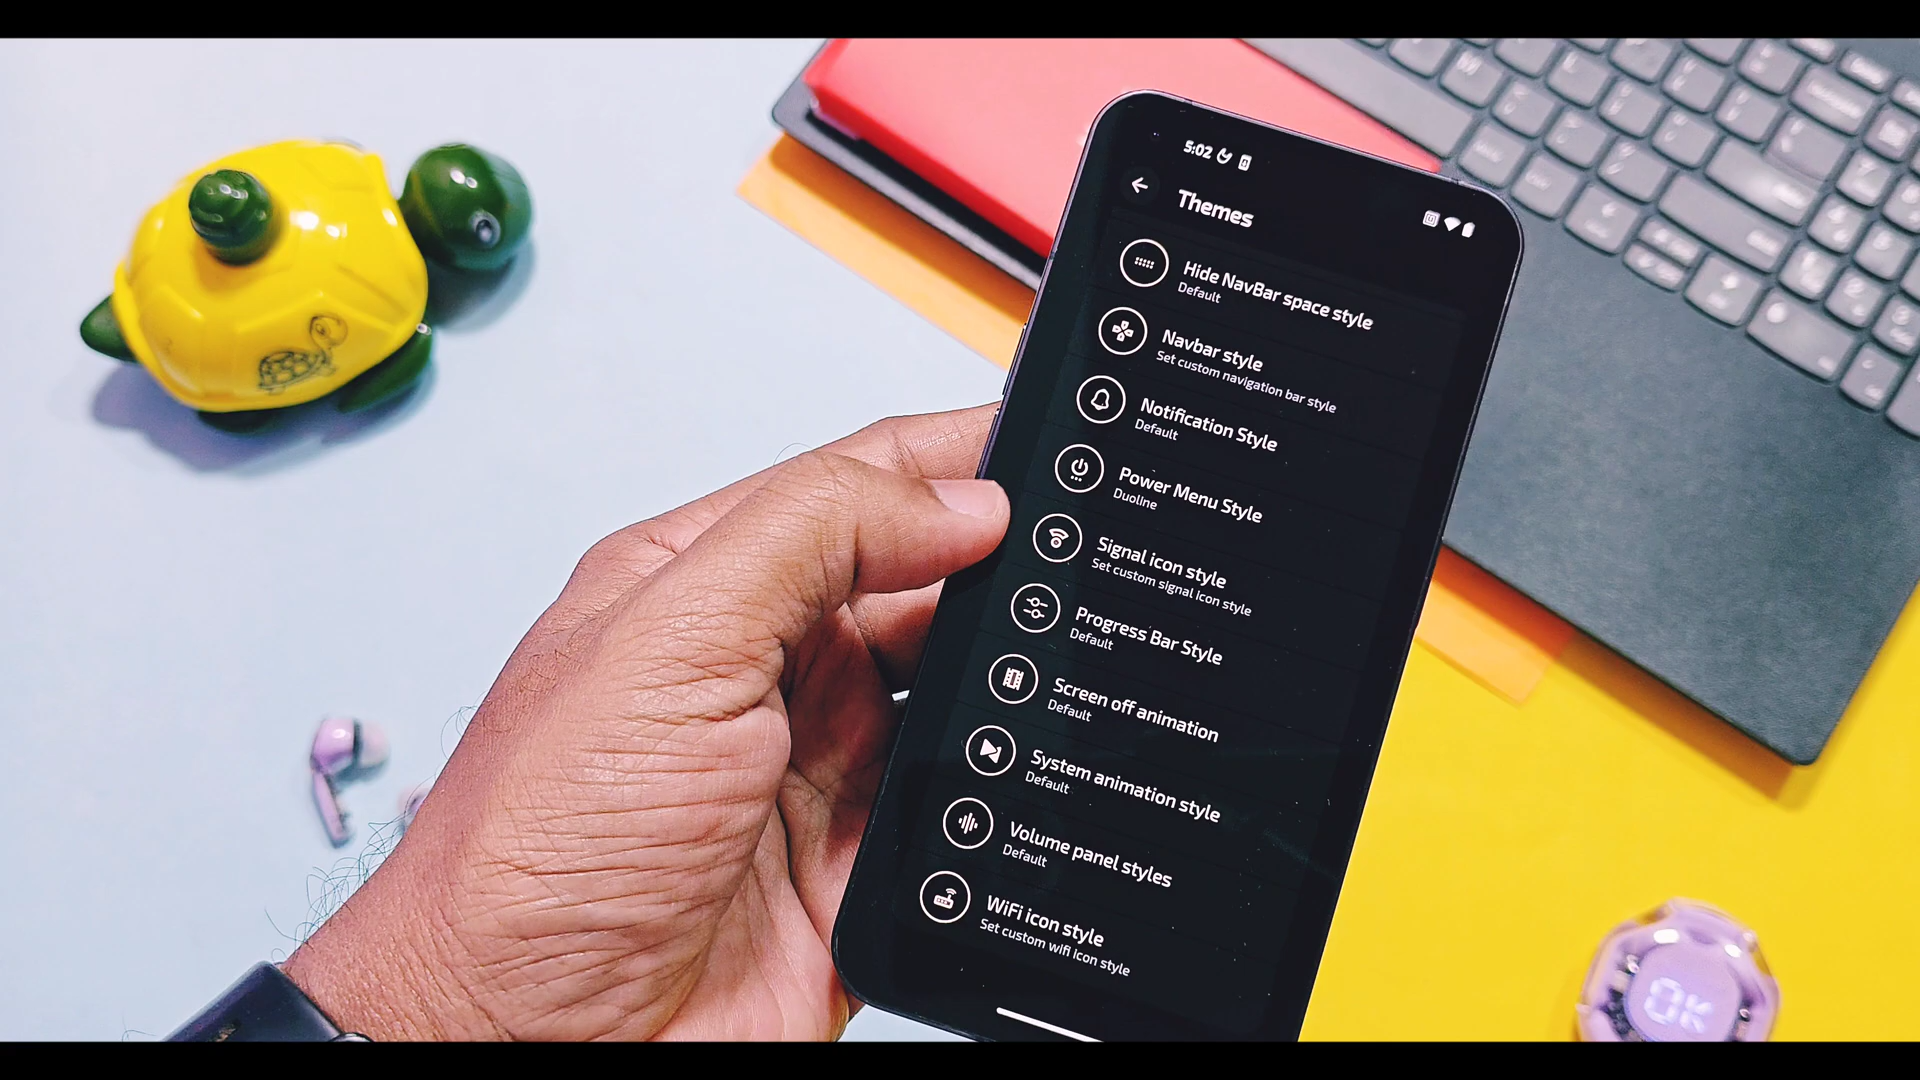 5:02
Themes
Hide NavBar space style
Default
Navbar style
Set custom navigation bar style
Notification Style
Default
Power Menu Style
Duoline
Signal icon style
Set custom signal icon style
Progress Bar Style
Default
Screen off animation
Default
System animation style
Default
Volume panel styles
Default
WiFi icon style
Set custom wifi icon style